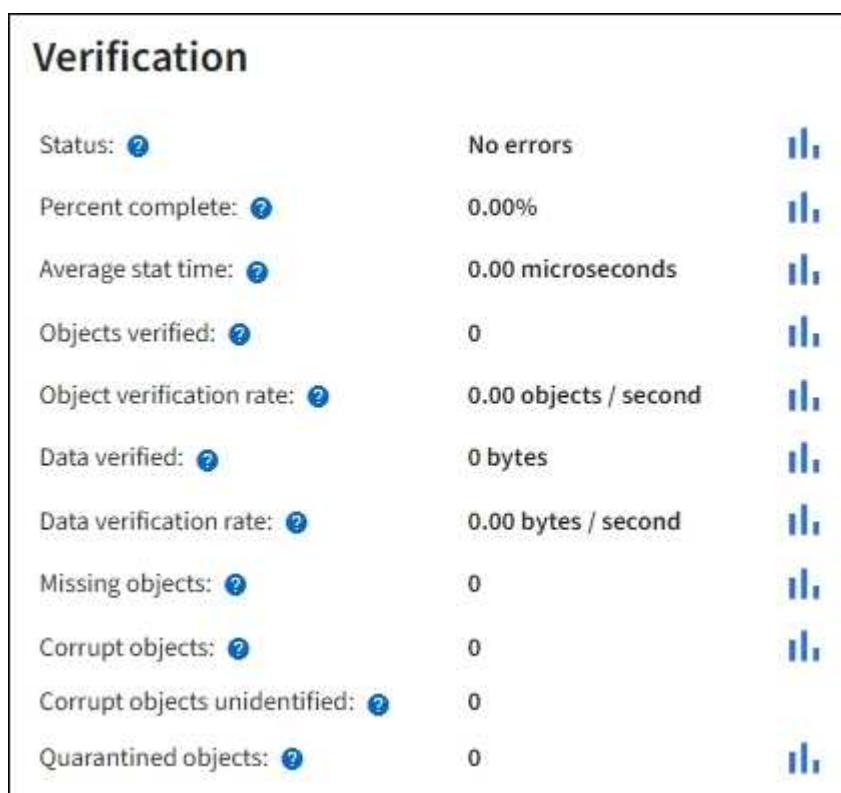 Verification
Status: ? No errors
Percent complete: ? 0.00%
Average stat time: ? 0.00 microseconds
Objects verified: ? 0
Object verification rate: ? 0.00 objects / second
Data verified: ? 0 bytes
Data verification rate: ? 0.00 bytes / second
Missing objects: ? 0
Corrupt objects: ? 0
Corrupt objects unidentified: ? 0
Quarantined objects: ? 0